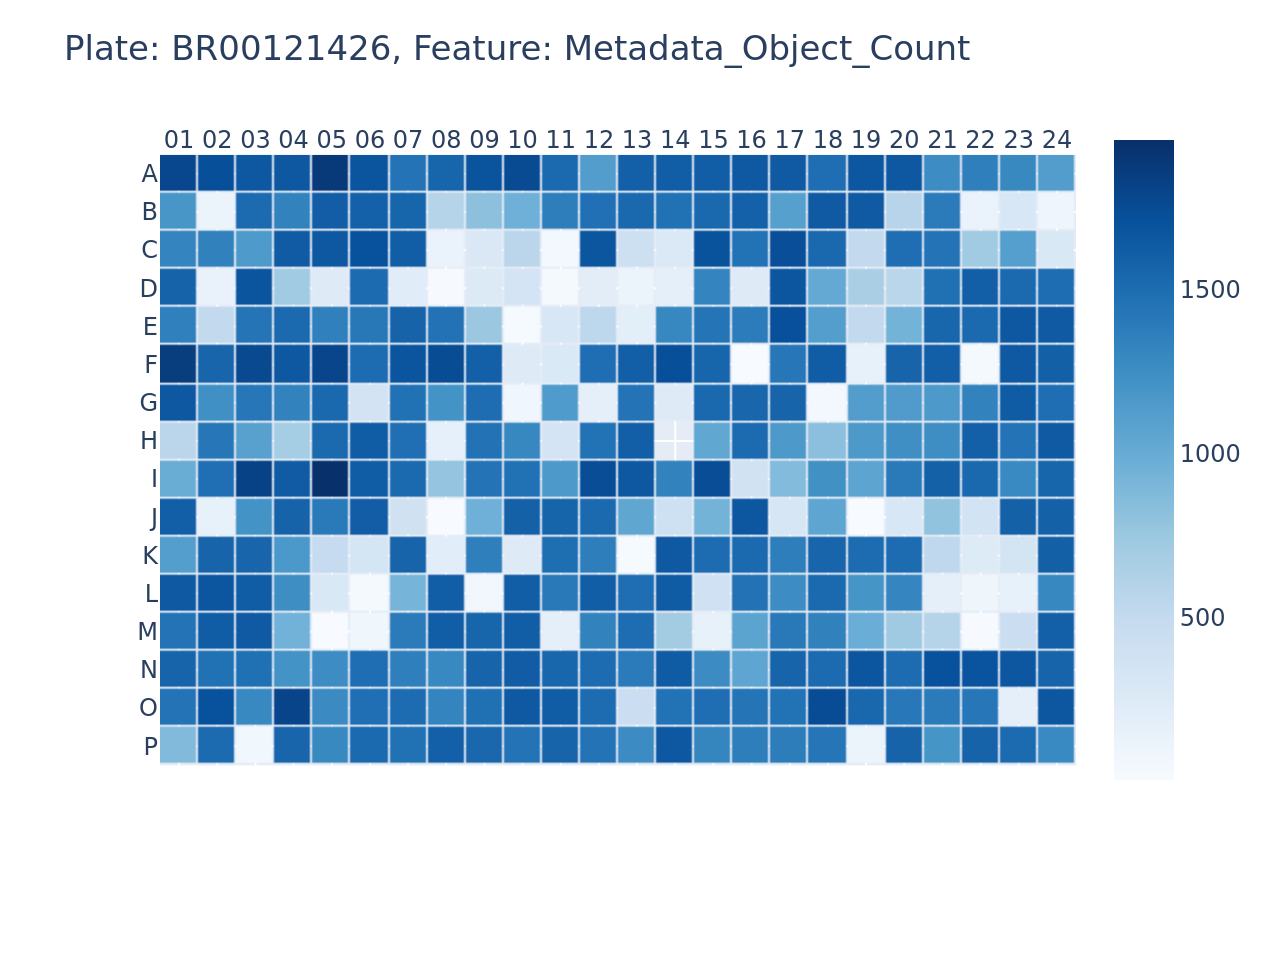 Plate: BR00121426, Feature: Metadata_Object_Count
01 02 03 04 05 06 07 08 09 10 11 12 13 14 15 16 17 18 19 20 21 22 23 24
A
B
C
D
E
F
G
H
I
J
K
L
M
N
O
P
1500
1000
500